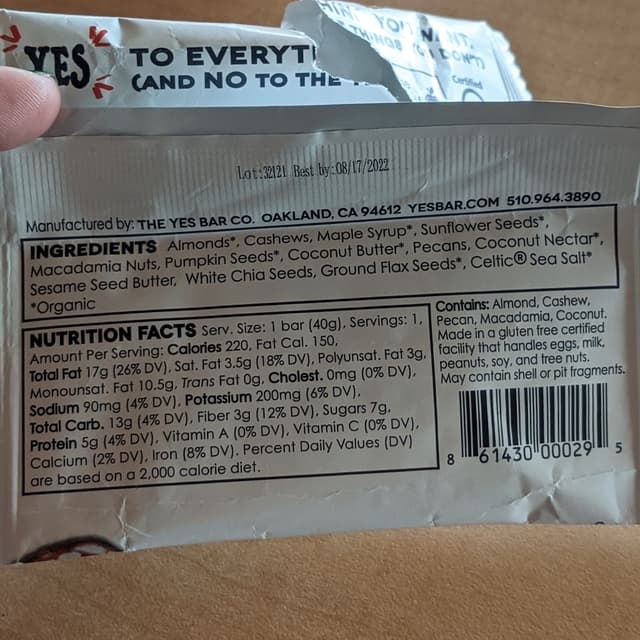 HINK YOU WANT.
THINGS YOU DON'T)
YES TO EVERYT
(AND NO TO THE
Certified
Lot:32121 Best by:08/17/2022
Manufactured by: THE YES BAR CO. OAKLAND, CA 94612 YESBAR.COM 510.964.3890
INGREDIENTS Almonds*, Cashews, Maple Syrup*, Sunflower Seeds*,
Macadamia Nuts, Pumpkin Seeds*, Coconut Butter*, Pecans, Coconut Nectar*,
Sesame Seed Butter, White Chia Seeds, Ground Flax Seeds*, Celtic® Sea Salt*
*Organic
NUTRITION FACTS Serv. Size: 1 bar (40g), Servings: 1,
Amount Per Serving: Calories 220, Fat Cal. 150,
Total Fat 17g (26% DV), Sat. Fat 3.5g (18% DV), Polyunsat. Fat 3g,
Monounsat. Fat 10.5g, Trans Fat 0g, Cholest. 0mg (0% DV),
Sodium 90mg (4% DV), Potassium 200mg (6% DV),
Total Carb. 13g (4% DV), Fiber 3g (12% DV), Sugars 7g,
Protein 5g (4% DV), Vitamin A (0% DV), Vitamin C (0% DV),
Calcium (2% DV), Iron (8% DV). Percent Daily Values (DV)
are based on a 2,000 calorie diet.
Contains: Almond, Cashew,
Pecan, Macadamia, Coconut.
Made in a gluten free certified
facility that handles eggs, milk,
peanuts, soy, and tree nuts.
May contain shell or pit fragments.
8 61430 00029 5